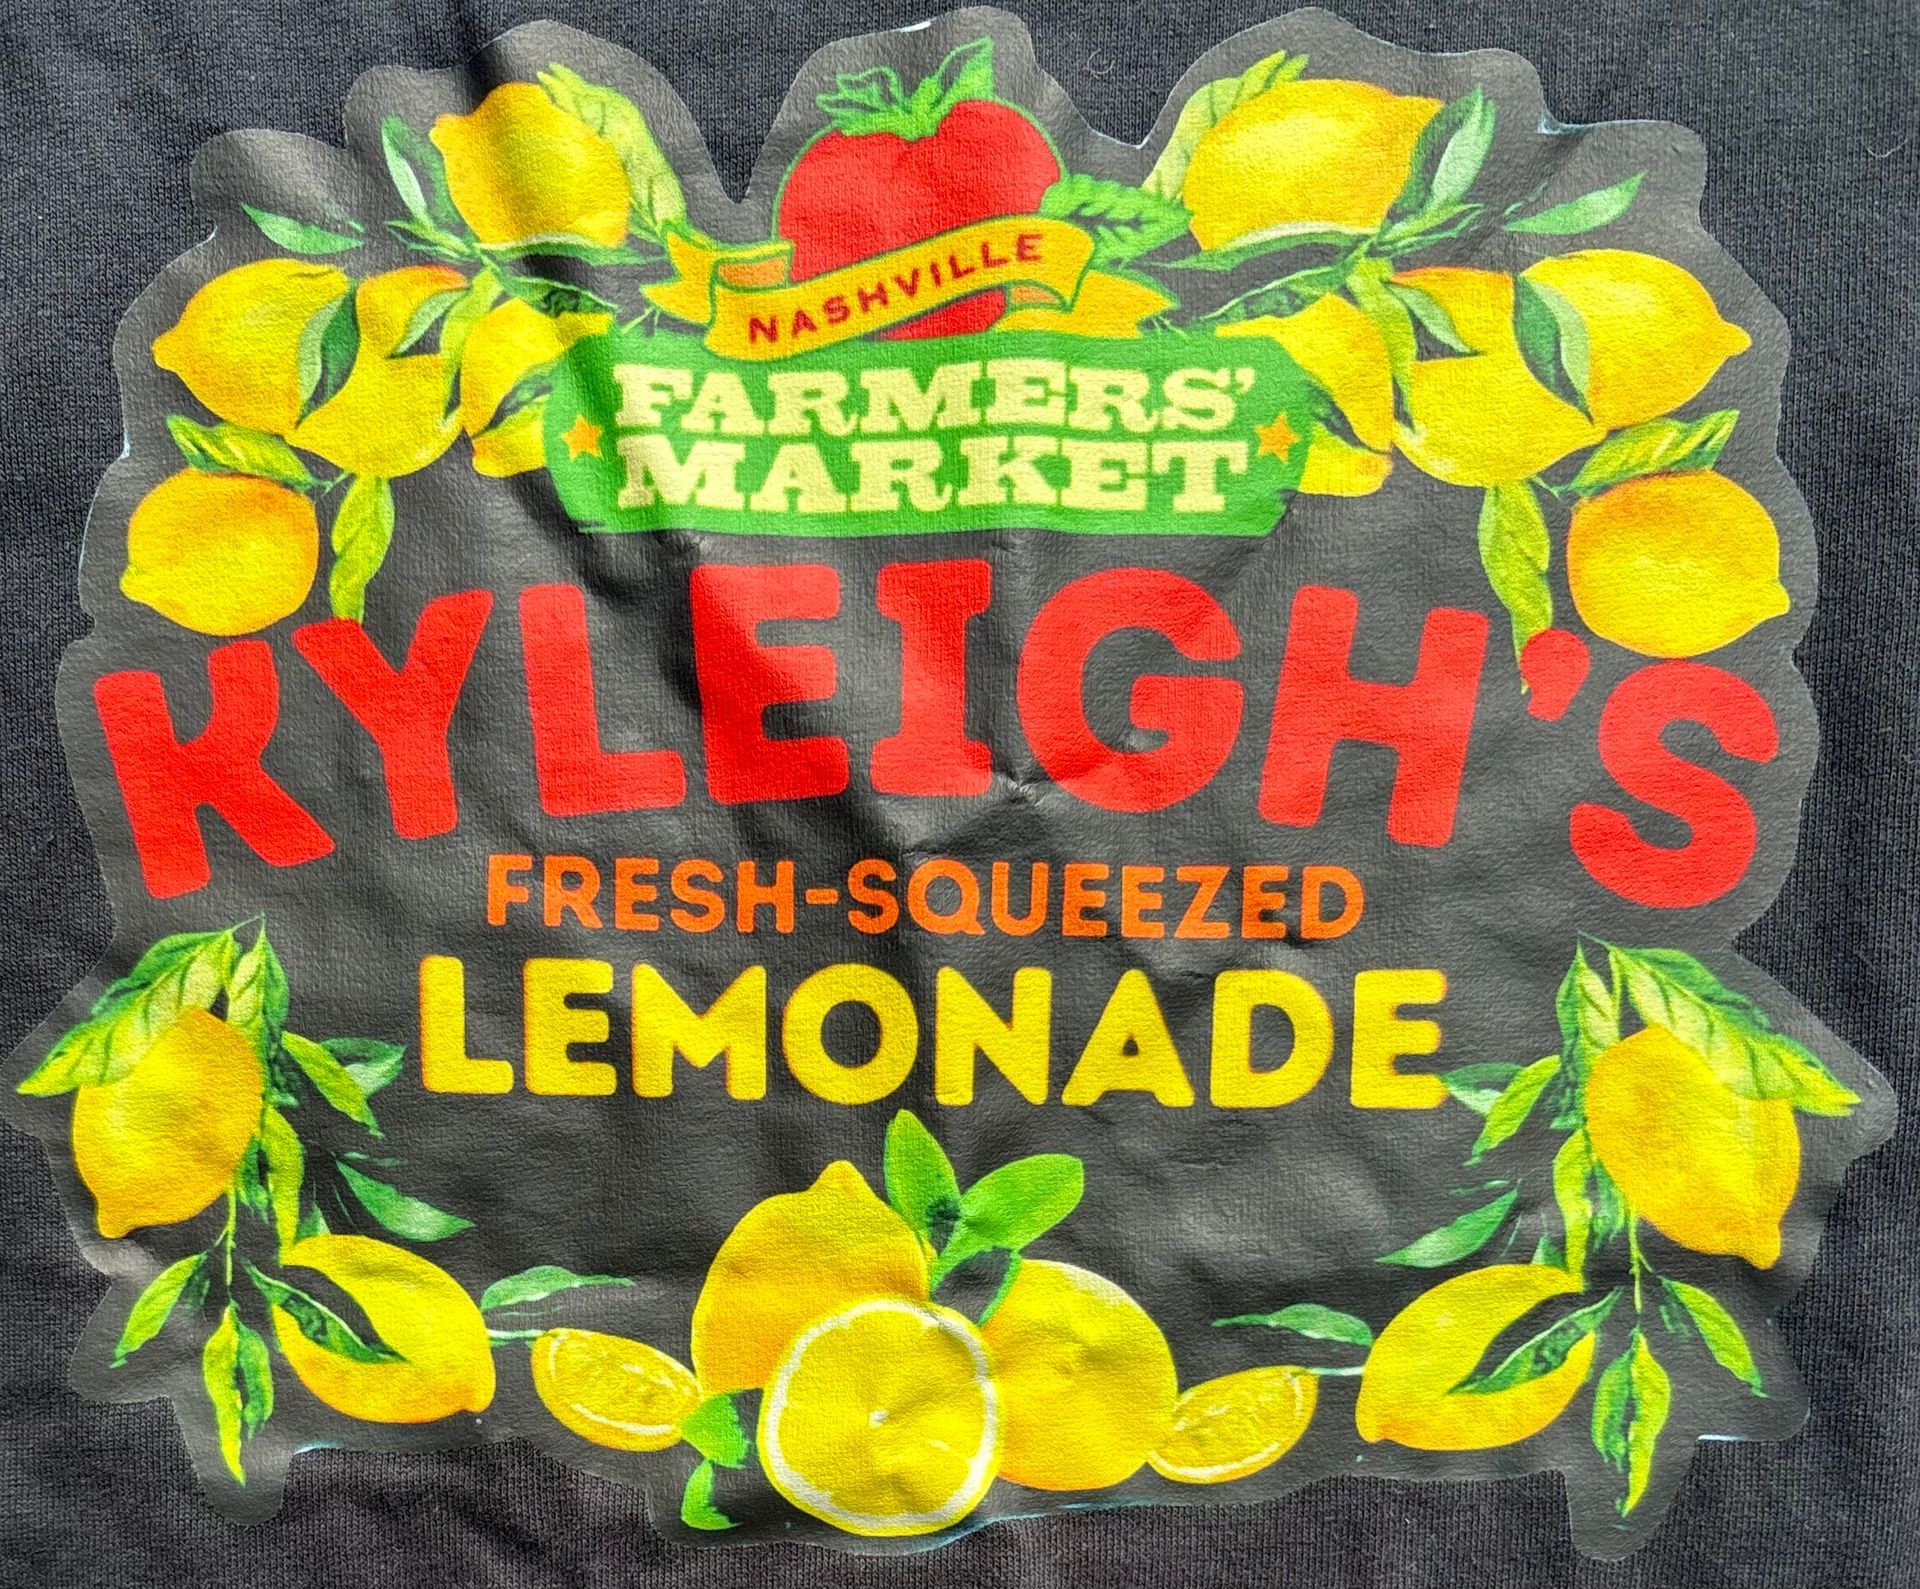 NASHVILLE
FARMERS'
MARKET
KYLEIGH'S
FRESH-SQUEEZED
LEMONADE